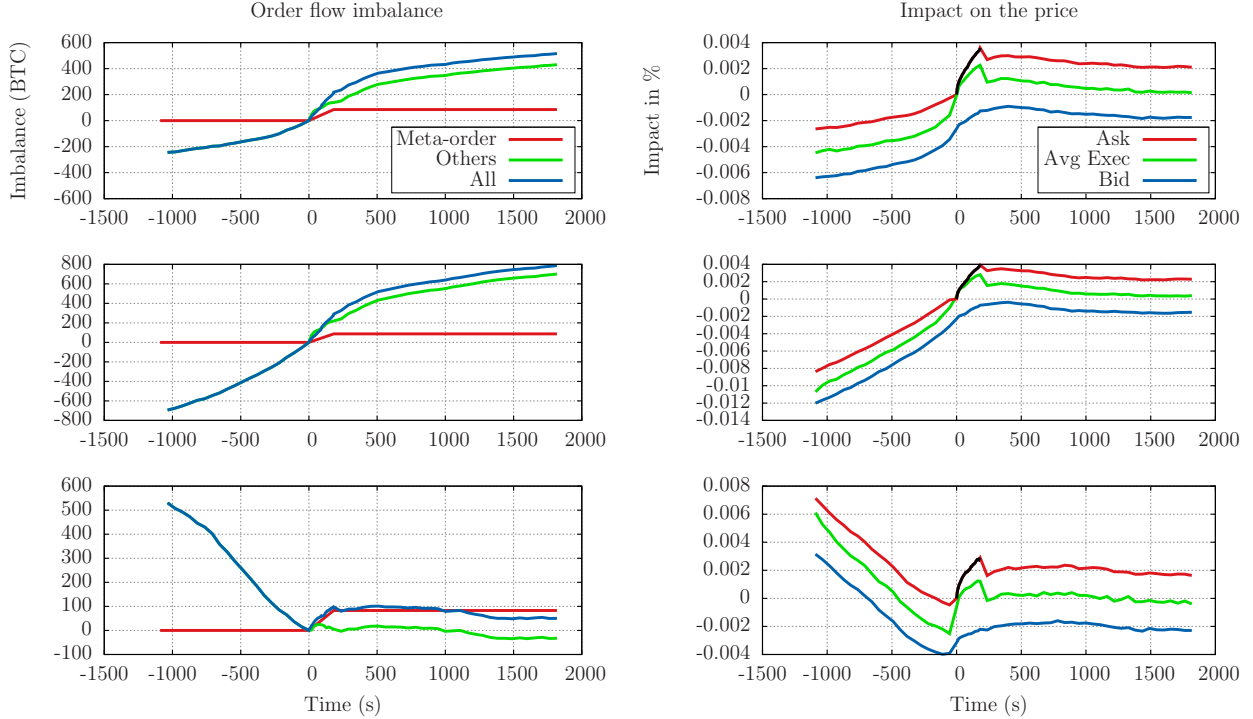 Order flow imbalance
Impact on the price
Imbalance (BTC)
600
400
200
0
-200
-400
-600
-1500 -1000 -500 0 500 1000 1500 2000
Meta-order
Others
All
Impact in %
0.004
0.002
0
-0.002
-0.004
-0.006
-0.008
-1500 -1000 -500 0 500 1000 1500 2000
Ask
Avg Exec
Bid
800
600
400
200
0
-200
-400
-600
-800
-1500 -1000 -500 0 500 1000 1500 2000
0.004
0.002
0
-0.002
-0.004
-0.006
-0.008
-0.01
-0.012
-0.014
-1500 -1000 -500 0 500 1000 1500 2000
600
500
400
300
200
100
0
-100
-1500 -1000 -500 0 500 1000 1500 2000
Time (s)
0.008
0.006
0.004
0.002
0
-0.002
-0.004
-1500 -1000 -500 0 500 1000 1500 2000
Time (s)